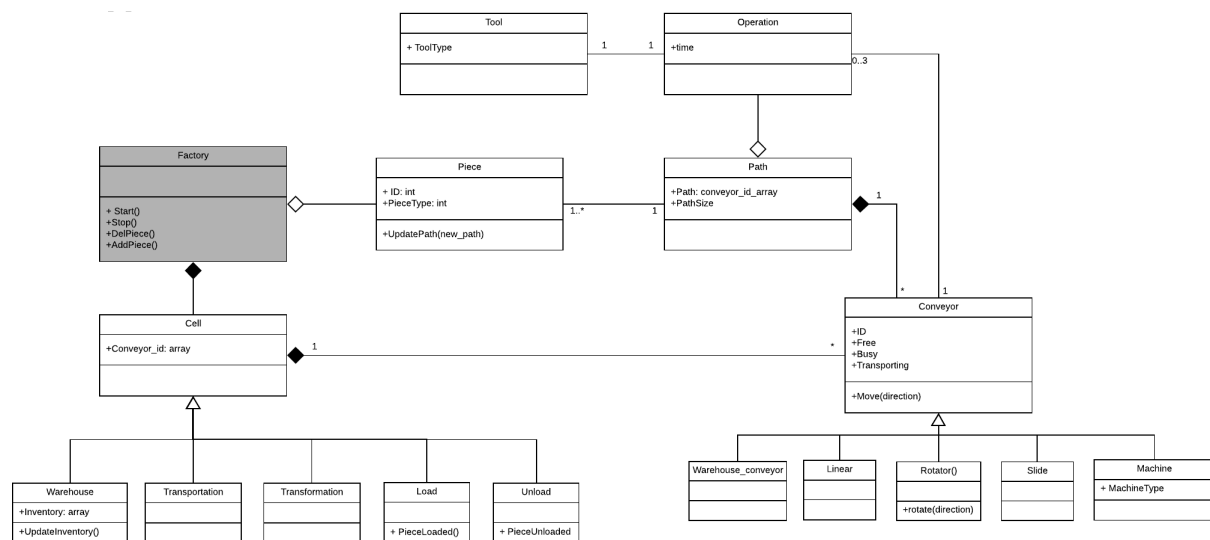 Tool
+ ToolType
1
1
Operation
+time
0..3
Factory
+ Start()
+Stop()
+DelPiece()
+AddPiece()
Piece
+ ID: int
+PieceType: int
+UpdatePath(new_path)
1..*
1
Path
+Path: conveyor_id_array
+PathSize
1
*
1
Cell
+Conveyor_id: array
1
*
Conveyor
+ID
+Free
+Busy
+Transporting
+Move(direction)
Warehouse
+Inventory: array
+UpdateInventory()
Transportation
Transformation
Load
+ PieceLoaded()
Unload
+ PieceUnloaded
Warehouse_conveyor
Linear
Rotator()
+rotate(direction)
Slide
Machine
+ MachineType